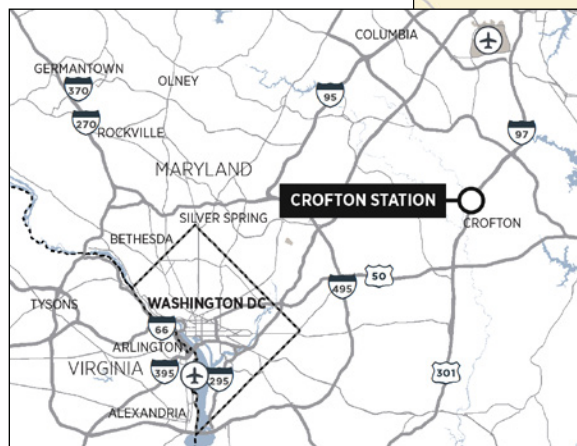 COLUMBIA
GERMANTOWN
370
OLNEY
95
270
ROCKVILLE
97
MARYLAND
CROFTON STATION
SILVER SPRING
CROFTON
BETHESDA
50
495
TYSONS
WASHINGTON DC
66
ARLINGTON
VIRGINIA
395
295
301
ALEXANDRIA